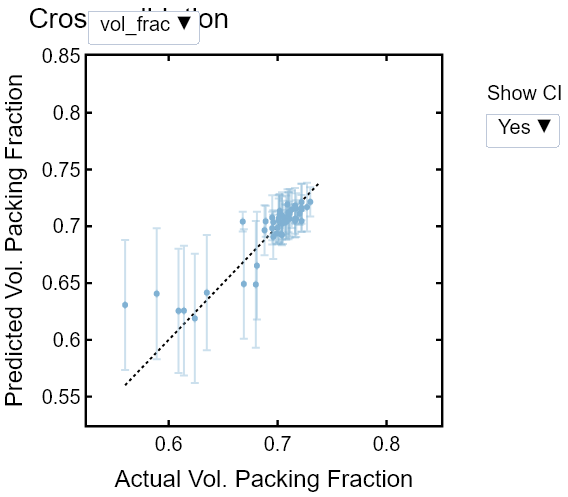 vol_frac ▼
Predicted Vol. Packing Fraction
0.85
0.8
0.75
0.7
0.65
0.6
0.55
0.6 0.7 0.8
Actual Vol. Packing Fraction
Show CI
Yes ▼